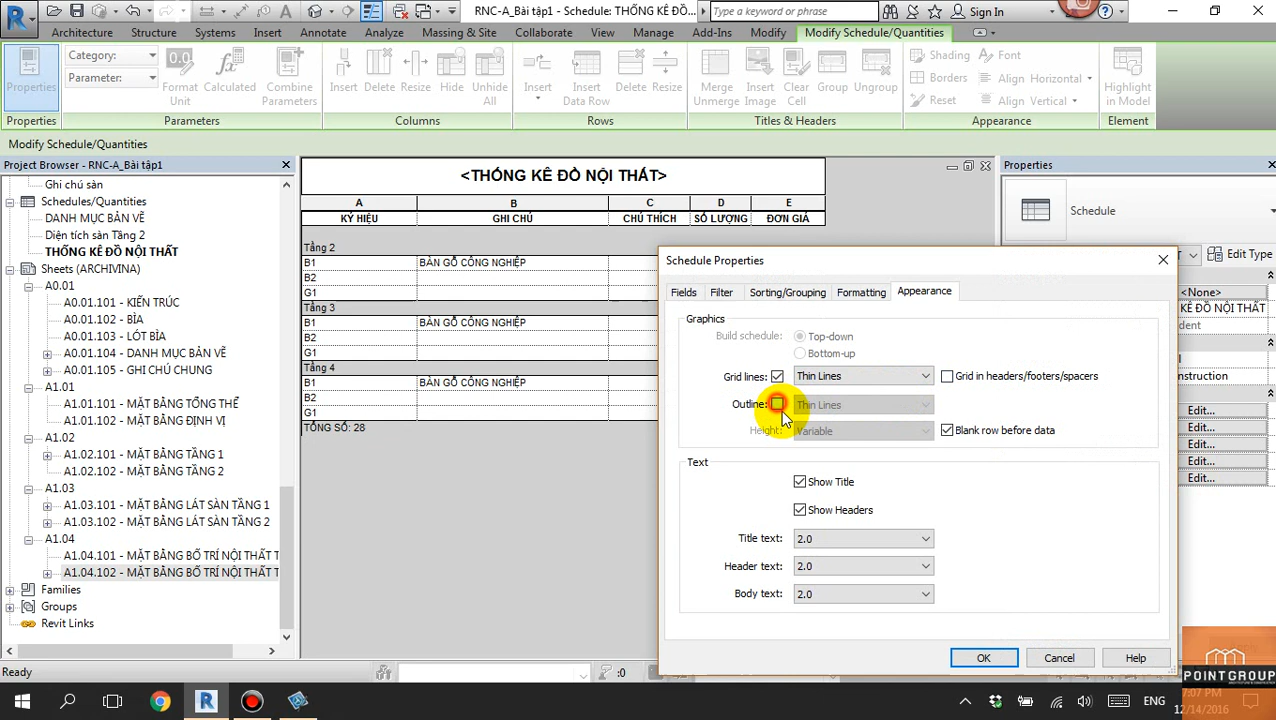 RNC-A_Bài tập1 - Schedule: THỐNG KÊ ĐỒ...
Type a keyword or phrase
Sign In
Architecture Structure Systems Insert Annotate Analyze Massing & Site Collaborate View Manage Add-Ins Modify Modify Schedule/Quantities
Properties
Category:
Parameter:
Format Unit
Calculated
Combine Parameters
Insert Delete Resize Hide Unhide All
Insert Insert Data Row Delete Resize
Merge Unmerge Insert Image Clear Cell Group Ungroup
Shading
Borders
Reset
Font
Align Horizontal
Align Vertical
Highlight in Model
Properties Parameters Columns Rows Titles & Headers Appearance Element
Modify Schedule/Quantities
Project Browser - RNC-A_Bài tập1
Ghi chú sàn
Schedules/Quantities
DANH MỤC BẢN VẼ
Diện tích sàn Tầng 2
THỐNG KÊ ĐỒ NỘI THẤT
Sheets (ARCHIVINA)
A0.01
A0.01.101 - KIẾN TRÚC
A0.01.102 - BÌA
A0.01.103 - LÓT BÌA
A0.01.104 - DANH MỤC BẢN VẼ
A0.01.105 - GHI CHÚ CHUNG
A1.01
A1.01.101 - MẶT BẰNG TỔNG THỂ
A1.01.102 - MẶT BẰNG ĐỊNH VỊ
A1.02
A1.02.101 - MẶT BẰNG TẦNG 1
A1.02.102 - MẶT BẰNG TẦNG 2
A1.03
A1.03.101 - MẶT BẰNG LÁT SÀN TẦNG 1
A1.03.102 - MẶT BẰNG LÁT SÀN TẦNG 2
A1.04
A1.04.101 - MẶT BẰNG BỐ TRÍ NỘI THẤT T
A1.04.102 - MẶT BẰNG BỐ TRÍ NỘI THẤT T
Families
Groups
Revit Links
<THỐNG KÊ ĐỒ NỘI THẤT>
A B C D E
KÝ HIỆU GHI CHÚ CHÚ THÍCH SỐ LƯỢNG ĐƠN GIÁ
Tầng 2
B1 BÀN GỖ CÔNG NGHIỆP
B2
G1
Tầng 3
B1 BÀN GỖ CÔNG NGHIỆP
B2
G1
Tầng 4
B1 BÀN GỖ CÔNG NGHIỆP
B2
G1
TỔNG SỐ: 28
Properties
Schedule
Edit Type
<None>
KÊ ĐỒ NỘI THẤT
dent
onstruction
Edit...
Edit...
Edit...
Edit...
Edit...
Schedule Properties
Fields Filter Sorting/Grouping Formatting Appearance
Graphics
Build schedule: Top-down
Bottom-up
Grid lines: Thin Lines Grid in headers/footers/spacers
Outline: Thin Lines
Height: Variable Blank row before data
Text
Show Title
Show Headers
Title text: 2.0
Header text: 2.0
Body text: 2.0
OK Cancel Help
Ready
:0
POINTGROUP
ENG
7:07 PM
12/14/2016